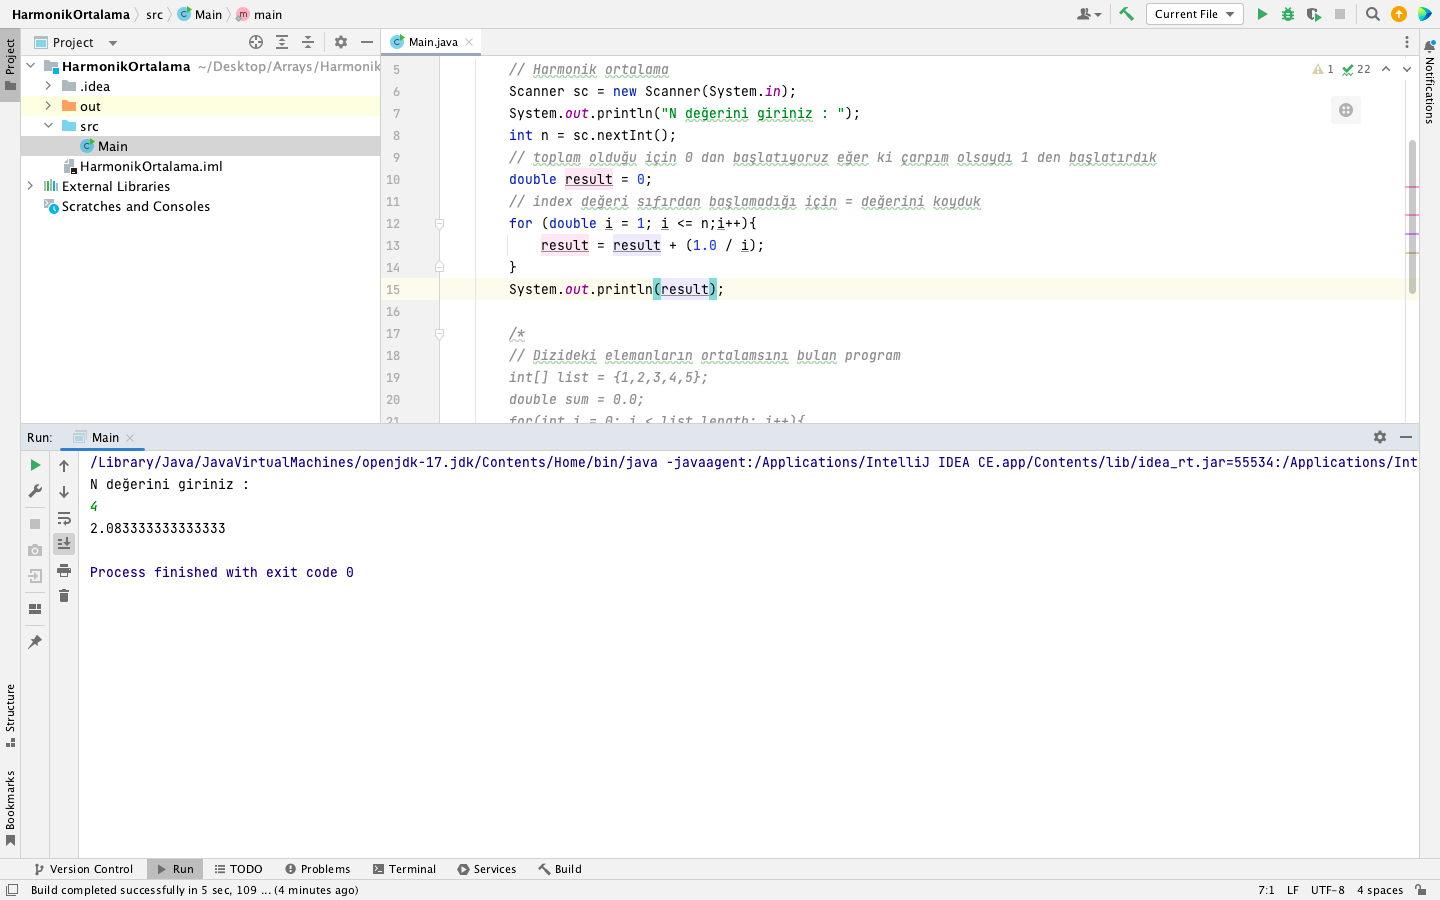 HarmonikOrtalama src Main main
Current File
Project
Main.java
HarmonikOrtalama ~/Desktop/Arrays/Harmonik
.idea
out
src
Main
HarmonikOrtalama.iml
External Libraries
Scratches and Consoles
5 // Harmonik ortalama
6 Scanner sc = new Scanner(System.in);
7 System.out.println("N değerini giriniz : ");
8 int n = sc.nextInt();
9 // toplam olduğu için 0 dan başlatıyoruz eğer ki çarpım olsaydı 1 den başlatırdık
10 double result = 0;
11 // index değeri sıfırdan başlamadığı için = değerini koyduk
12 for (double i = 1; i <= n;i++){
13 result = result + (1.0 / i);
14 }
15 System.out.println(result);
16
17 /*
18 // Dizideki elemanların ortalamsını bulan program
19 int[] list = {1,2,3,4,5};
20 double sum = 0.0;
21 for(int i = 0; i < list.length; i++){
1 22
Project
Notifications
Structure
Bookmarks
Run: Main
/Library/Java/JavaVirtualMachines/openjdk-17.jdk/Contents/Home/bin/java -javaagent:/Applications/IntelliJ IDEA CE.app/Contents/lib/idea_rt.jar=55534:/Applications/Int
N değerini giriniz :
4
2.083333333333333
Process finished with exit code 0
Version Control Run TODO Problems Terminal Services Build
Build completed successfully in 5 sec, 109 ... (4 minutes ago)
7:1 LF UTF-8 4 spaces